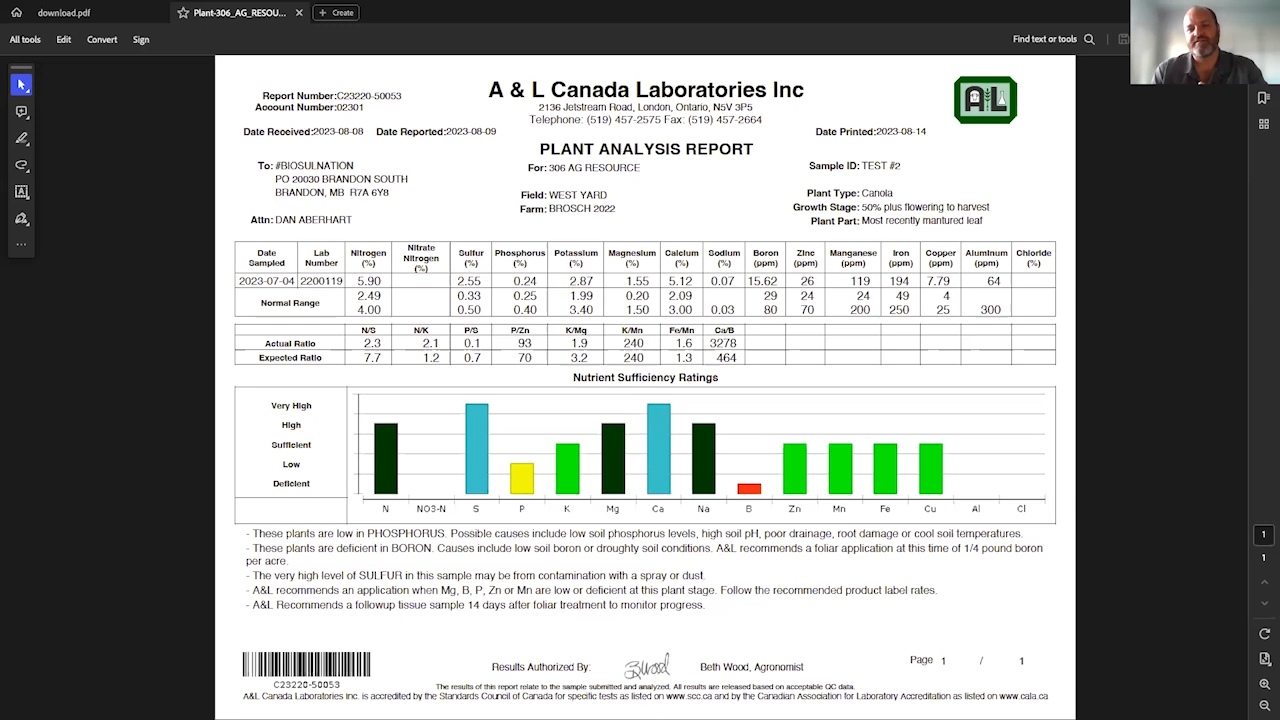 download.pdf
Plant-306_AG_RESOU...
Create
All tools
Edit
Convert
Sign
Find text or tools
Report Number:C23220-50053
Account Number:02301
A & L Canada Laboratories Inc
2136 Jetstream Road, London, Ontario, N5V 3P5
Telephone: (519) 457-2575 Fax: (519) 457-2664
A&L
Date Received:2023-08-08 Date Reported:2023-08-09 Date Printed:2023-08-14
PLANT ANALYSIS REPORT
To: #BIOSULNATION
PO 20030 BRANDON SOUTH
BRANDON, MB R7A 6Y8
Attn: DAN ABERHART
For: 306 AG RESOURCE
Field: WEST YARD
Farm: BROSCH 2022
Sample ID: TEST #2
Plant Type: Canola
Growth Stage: 50% plus flowering to harvest
Plant Part: Most recently mantured leaf
Date Sampled Lab Number Nitrogen (%) Nitrate Nitrogen (%) Sulfur (%) Phosphorus (%) Potassium (%) Magnesium (%) Calcium (%) Sodium (%) Boron (ppm) Zinc (ppm) Manganese (ppm) Iron (ppm) Copper (ppm) Aluminum (ppm) Chloride (%)
2023-07-04 2200119 5.90 2.55 0.24 2.87 1.55 5.12 0.07 15.62 26 119 194 7.79 64
Normal Range
2.49 0.33 0.25 1.99 0.20 2.09 29 24 24 49 4
4.00 0.50 0.40 3.40 1.50 3.00 0.03 80 70 200 250 25 300
N/S N/K P/S P/Zn K/Mg K/Mn Fe/Mn Ca/B
Actual Ratio 2.3 2.1 0.1 93 1.9 240 1.6 3278
Expected Ratio 7.7 1.2 0.7 70 3.2 240 1.3 464
Nutrient Sufficiency Ratings
Very High
High
Sufficient
Low
Deficient
N NO3-N S P K Mg Ca Na B Zn Mn Fe Cu Al Cl
- These plants are low in PHOSPHORUS. Possible causes include low soil phosphorus levels, high soil pH, poor drainage, root damage or cool soil temperatures.
- These plants are deficient in BORON. Causes include low soil boron or droughty soil conditions. A&L recommends a foliar application at this time of 1/4 pound boron
per acre.
- The very high level of SULFUR in this sample may be from contamination with a spray or dust.
- A&L recommends an application when Mg, B, P, Zn or Mn are low or deficient at this plant stage. Follow the recommended product label rates.
- A&L Recommends a followup tissue sample 14 days after foliar treatment to monitor progress.
C23220-50053
Results Authorized By: BWood Beth Wood, Agronomist
Page 1 / 1
The results of this report relate to the sample submitted and analyzed. All results are released based on acceptable QC data.
A&L Canada Laboratories Inc. is accredited by the Standards Council of Canada for specific tests as listed on www.scc.ca and by the Canadian Association for Laboratory Accreditation as listed on www.cala.ca
1
1